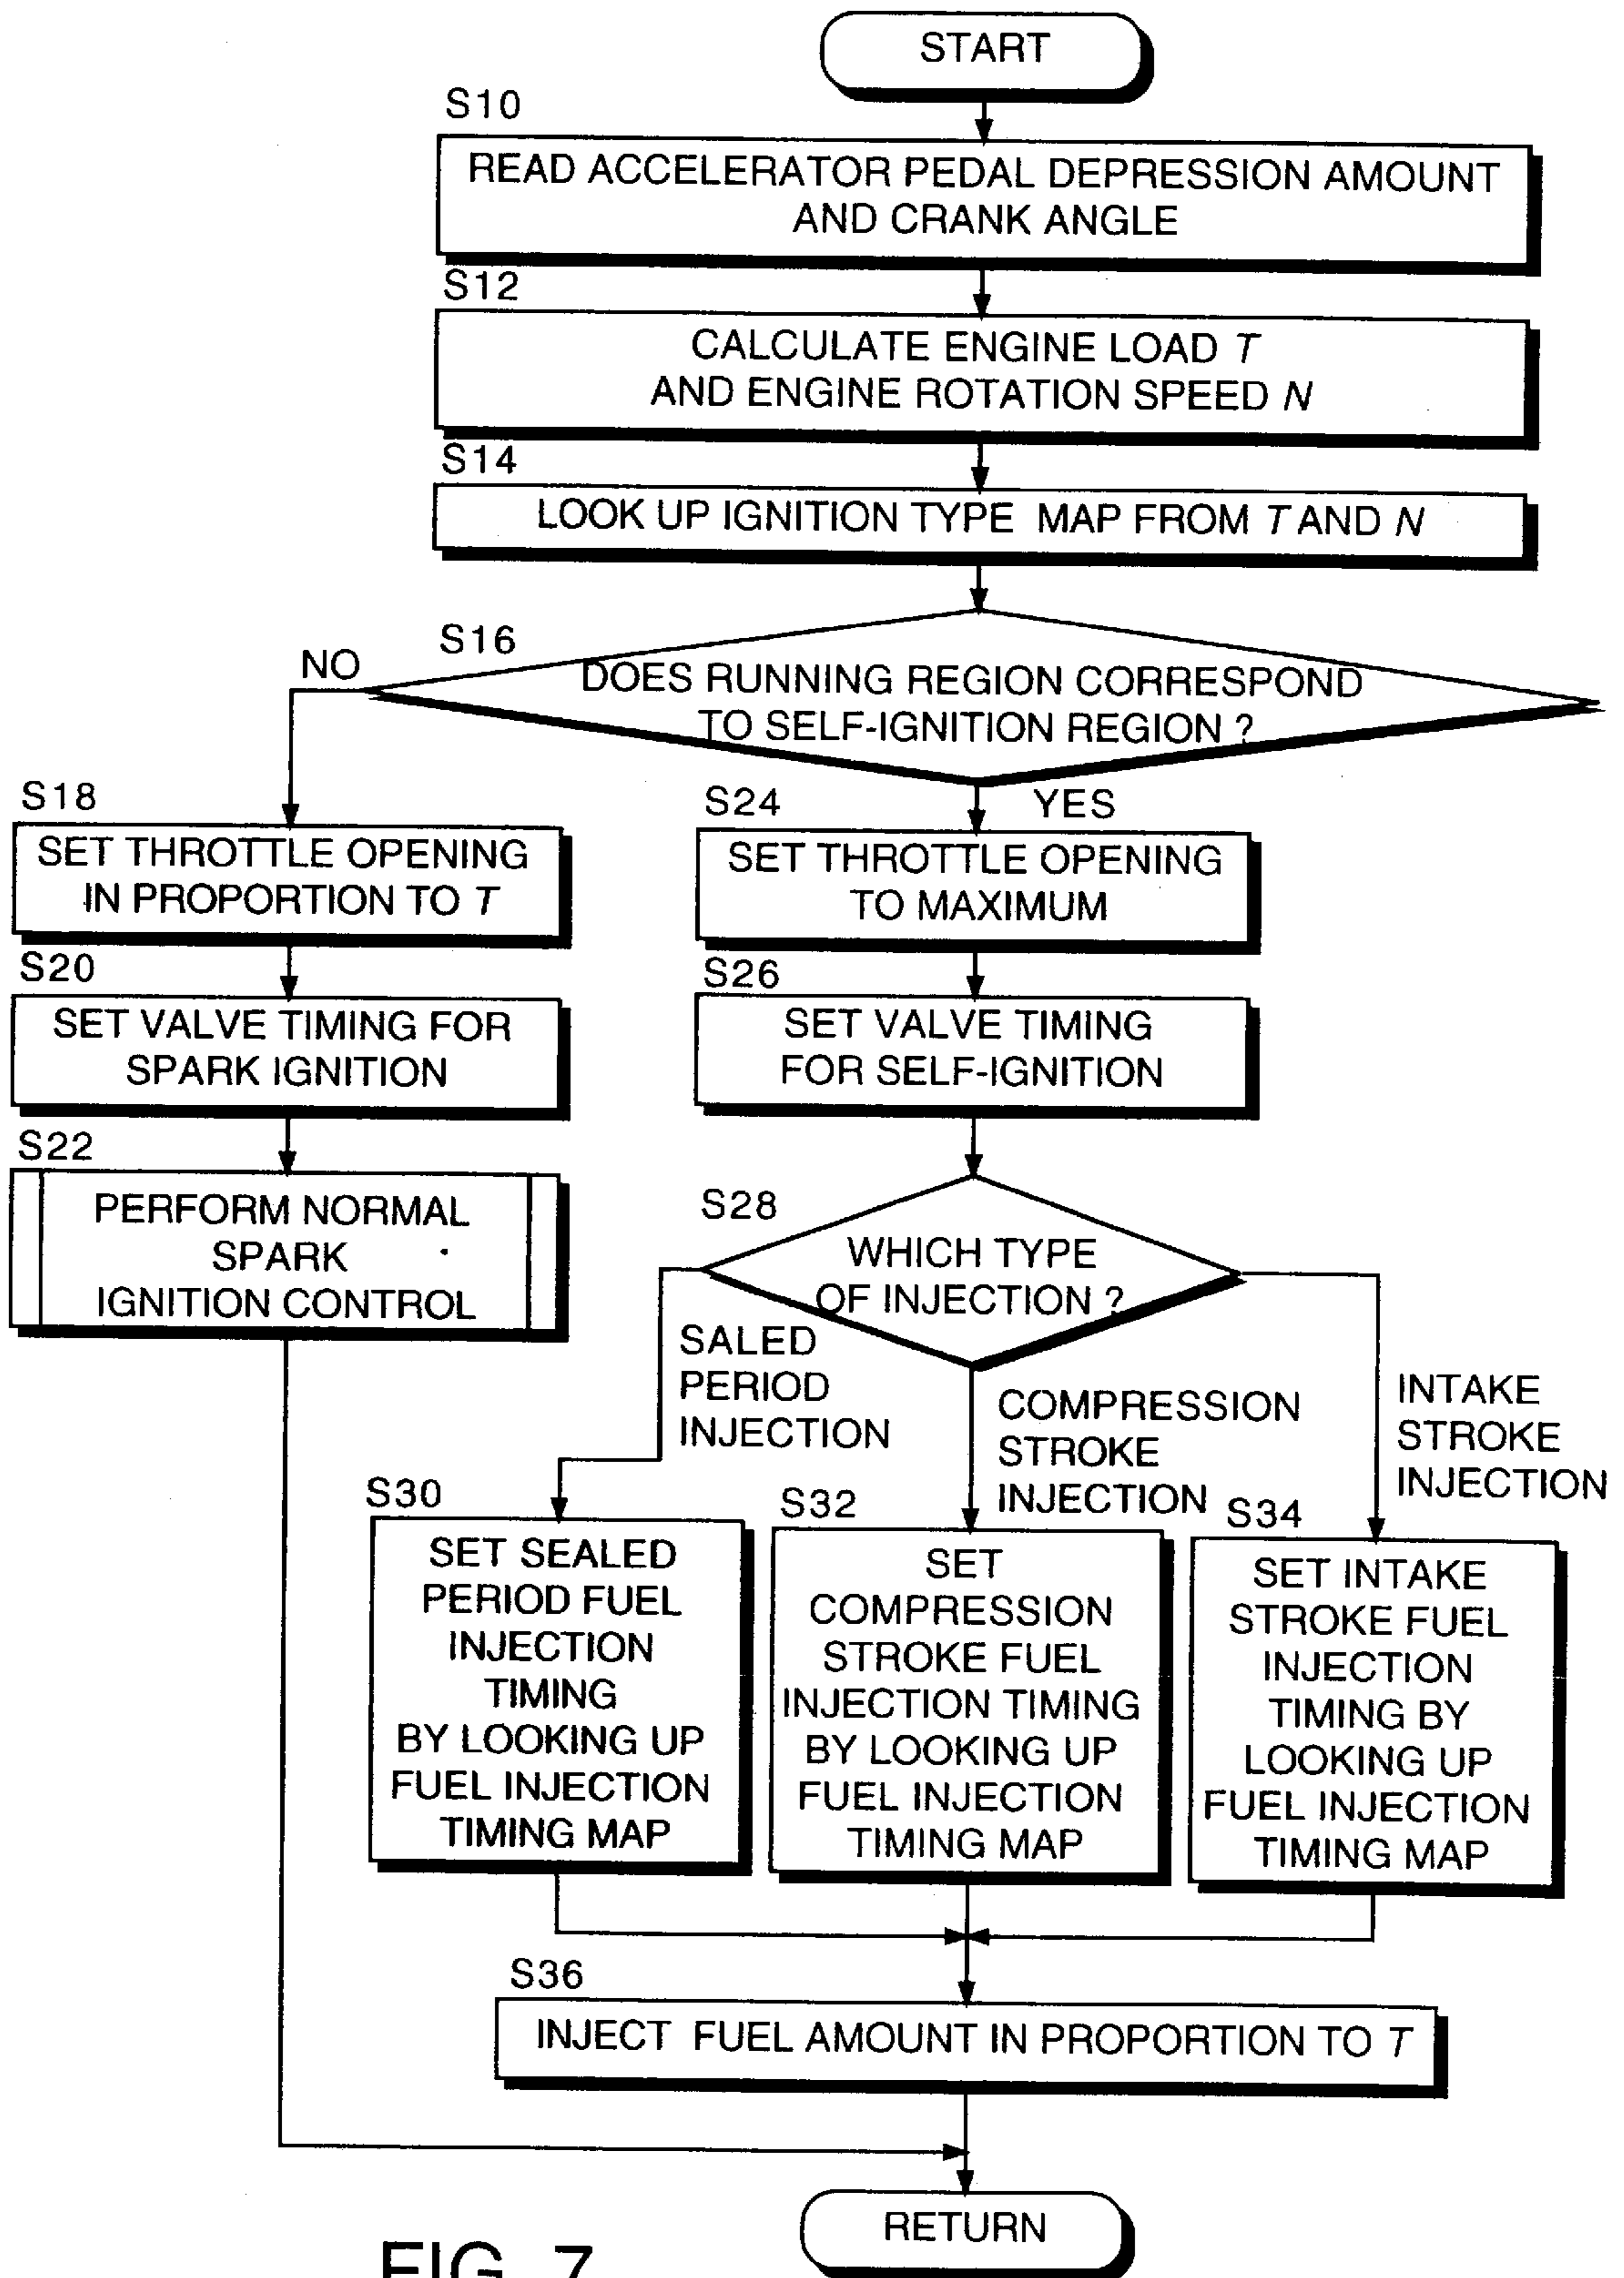 START
S10
READ ACCELERATOR PEDAL DEPRESSION AMOUNT
AND CRANK ANGLE
S12
CALCULATE ENGINE LOAD T
AND ENGINE ROTATION SPEED N
S14
LOOK UP IGNITION TYPE MAP FROM T AND N
S16
NO
DOES RUNNING REGION CORRESPOND
TO SELF-IGNITION REGION ?
YES
S18
SET THROTTLE OPENING
IN PROPORTION TO T
S20
SET VALVE TIMING FOR
SPARK IGNITION
S22
PERFORM NORMAL
SPARK
IGNITION CONTROL
S24
SET THROTTLE OPENING
TO MAXIMUM
S26
SET VALVE TIMING
FOR SELF-IGNITION
S28
WHICH TYPE
OF INJECTION ?
SALED
PERIOD
INJECTION
COMPRESSION
STROKE
INJECTION
INTAKE
STROKE
INJECTION
S30
SET SEALED
PERIOD FUEL
INJECTION
TIMING
BY LOOKING UP
FUEL INJECTION
TIMING MAP
S32
SET
COMPRESSION
STROKE FUEL
INJECTION TIMING
BY LOOKING UP
FUEL INJECTION
TIMING MAP
S34
SET INTAKE
STROKE FUEL
INJECTION
TIMING BY
LOOKING UP
FUEL INJECTION
TIMING MAP
S36
INJECT FUEL AMOUNT IN PROPORTION TO T
RETURN
FIG. 7